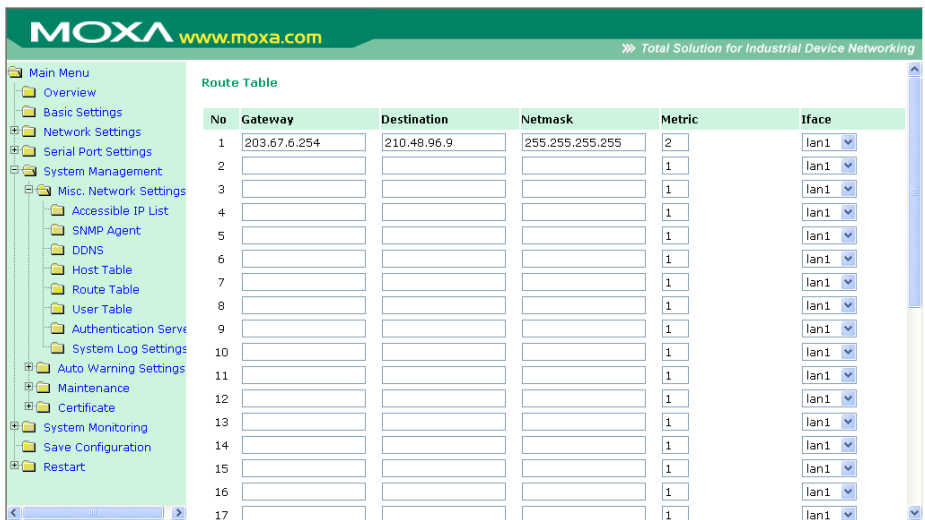 MOXA www.moxa.com
Total Solution for Industrial Device Networking
Main Menu
Overview
Basic Settings
Network Settings
Serial Port Settings
System Management
Misc. Network Settings
Accessible IP List
SNMP Agent
DDNS
Host Table
Route Table
User Table
Authentication Serve
System Log Settings
Auto Warning Settings
Maintenance
Certificate
System Monitoring
Save Configuration
Restart
Route Table
No Gateway Destination Netmask Metric Iface
1 203.67.6.254 210.48.96.9 255.255.255.255 2 lan1
2 1 lan1
3 1 lan1
4 1 lan1
5 1 lan1
6 1 lan1
7 1 lan1
8 1 lan1
9 1 lan1
10 1 lan1
11 1 lan1
12 1 lan1
13 1 lan1
14 1 lan1
15 1 lan1
16 1 lan1
17 1 lan1